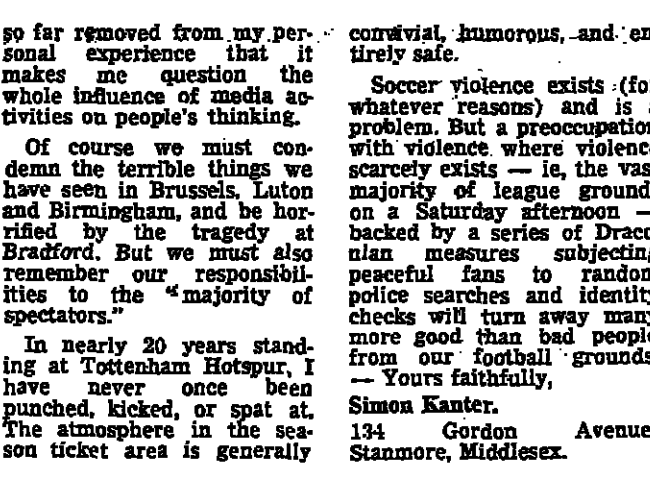 so far removed from my per-
sonal experience that it
makes me question the
whole influence of media ac-
tivities on people's thinking.
Of course we must con-
demn the terrible things we
have seen in Brussels, Luton
and Birmingham, and be hor-
rified by the tragedy at
Bradford. But we must also
remember our responsibil-
ities to the "majority of
spectators."
In nearly 20 years stand-
ing at Tottenham Hotspur, I
have never once been
punched, kicked, or spat at.
The atmosphere in the sea-
son ticket area is generally
convivial, humorous, and en
tirely safe.
Soccer violence exists (for
whatever reasons) and is
problem. But a preoccupation
with violence where violenc
scarcely exists — ie, the vas
majority of league ground
on a Saturday afternoon —
backed by a series of Draco
nian measures subjecting
peaceful fans to random
police searches and identity
checks will turn away many
more good than bad people
from our football grounds.
— Yours faithfully,
Simon Kanter.
134 Gordon Avenue
Stanmore, Middlesex.